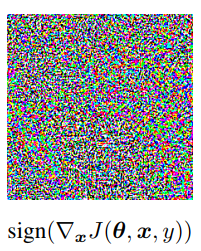 sign(∇ₓJ(θ, x, y))